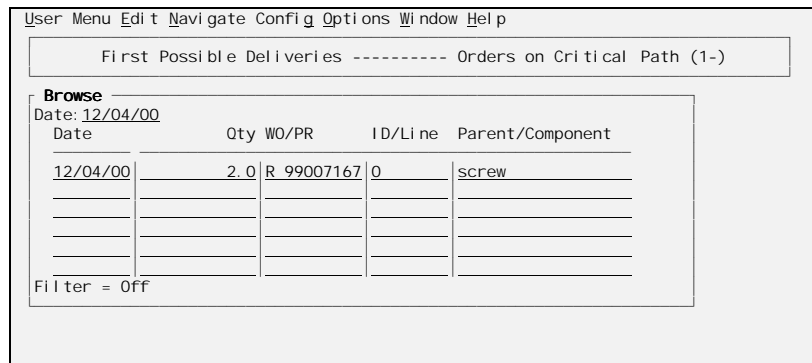 User Menu Edit Navigate Config Options Window Help
First Possible Deliveries ---------- Orders on Critical Path (1-)
Browse
Date: 12/04/00
Date Qty WO/PR ID/Line Parent/Component
12/04/00 2.0 R 99007167 0 screw
Filter = Off